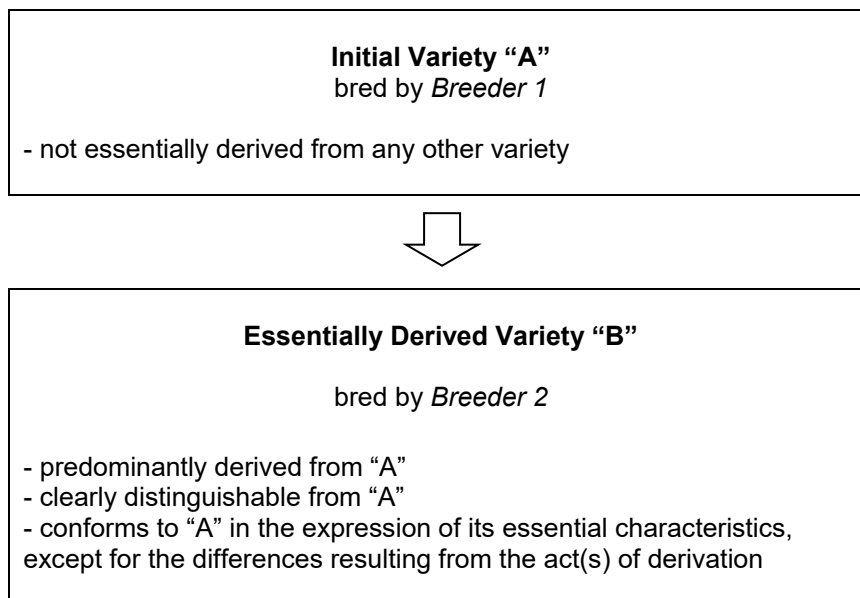 Initial Variety “A”
bred by Breeder 1
- not essentially derived from any other variety
Essentially Derived Variety “B”
bred by Breeder 2
- predominantly derived from “A”
- clearly distinguishable from “A”
- conforms to “A” in the expression of its essential characteristics,
except for the differences resulting from the act(s) of derivation